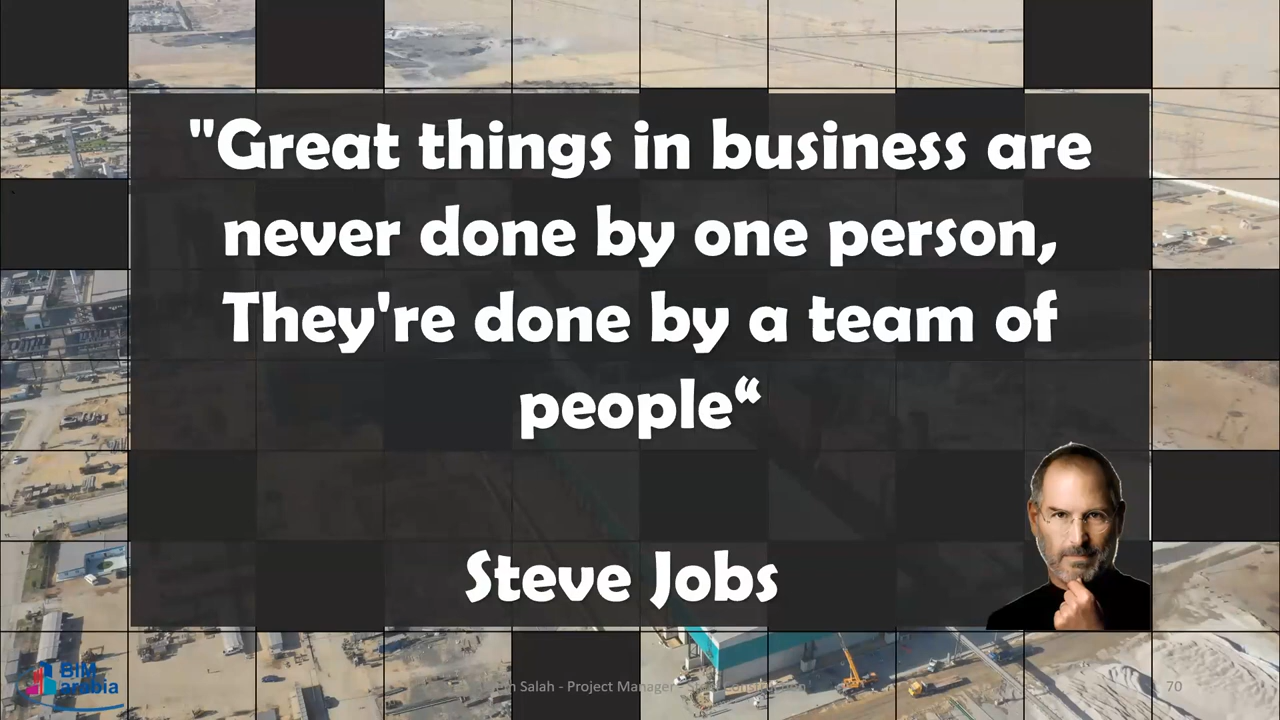 "Great things in business are
never done by one person,
They're done by a team of
people“
Steve Jobs
BIM
arabia
Salah - Project Manager -
70